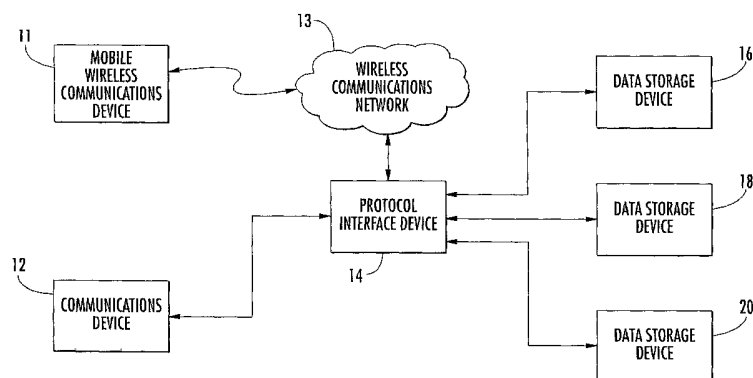 11
MOBILE
WIRELESS
COMMUNICATIONS
DEVICE
13
WIRELESS
COMMUNICATIONS
NETWORK
16
DATA STORAGE
DEVICE
PROTOCOL
INTERFACE DEVICE
14
18
DATA STORAGE
DEVICE
12
COMMUNICATIONS
DEVICE
20
DATA STORAGE
DEVICE